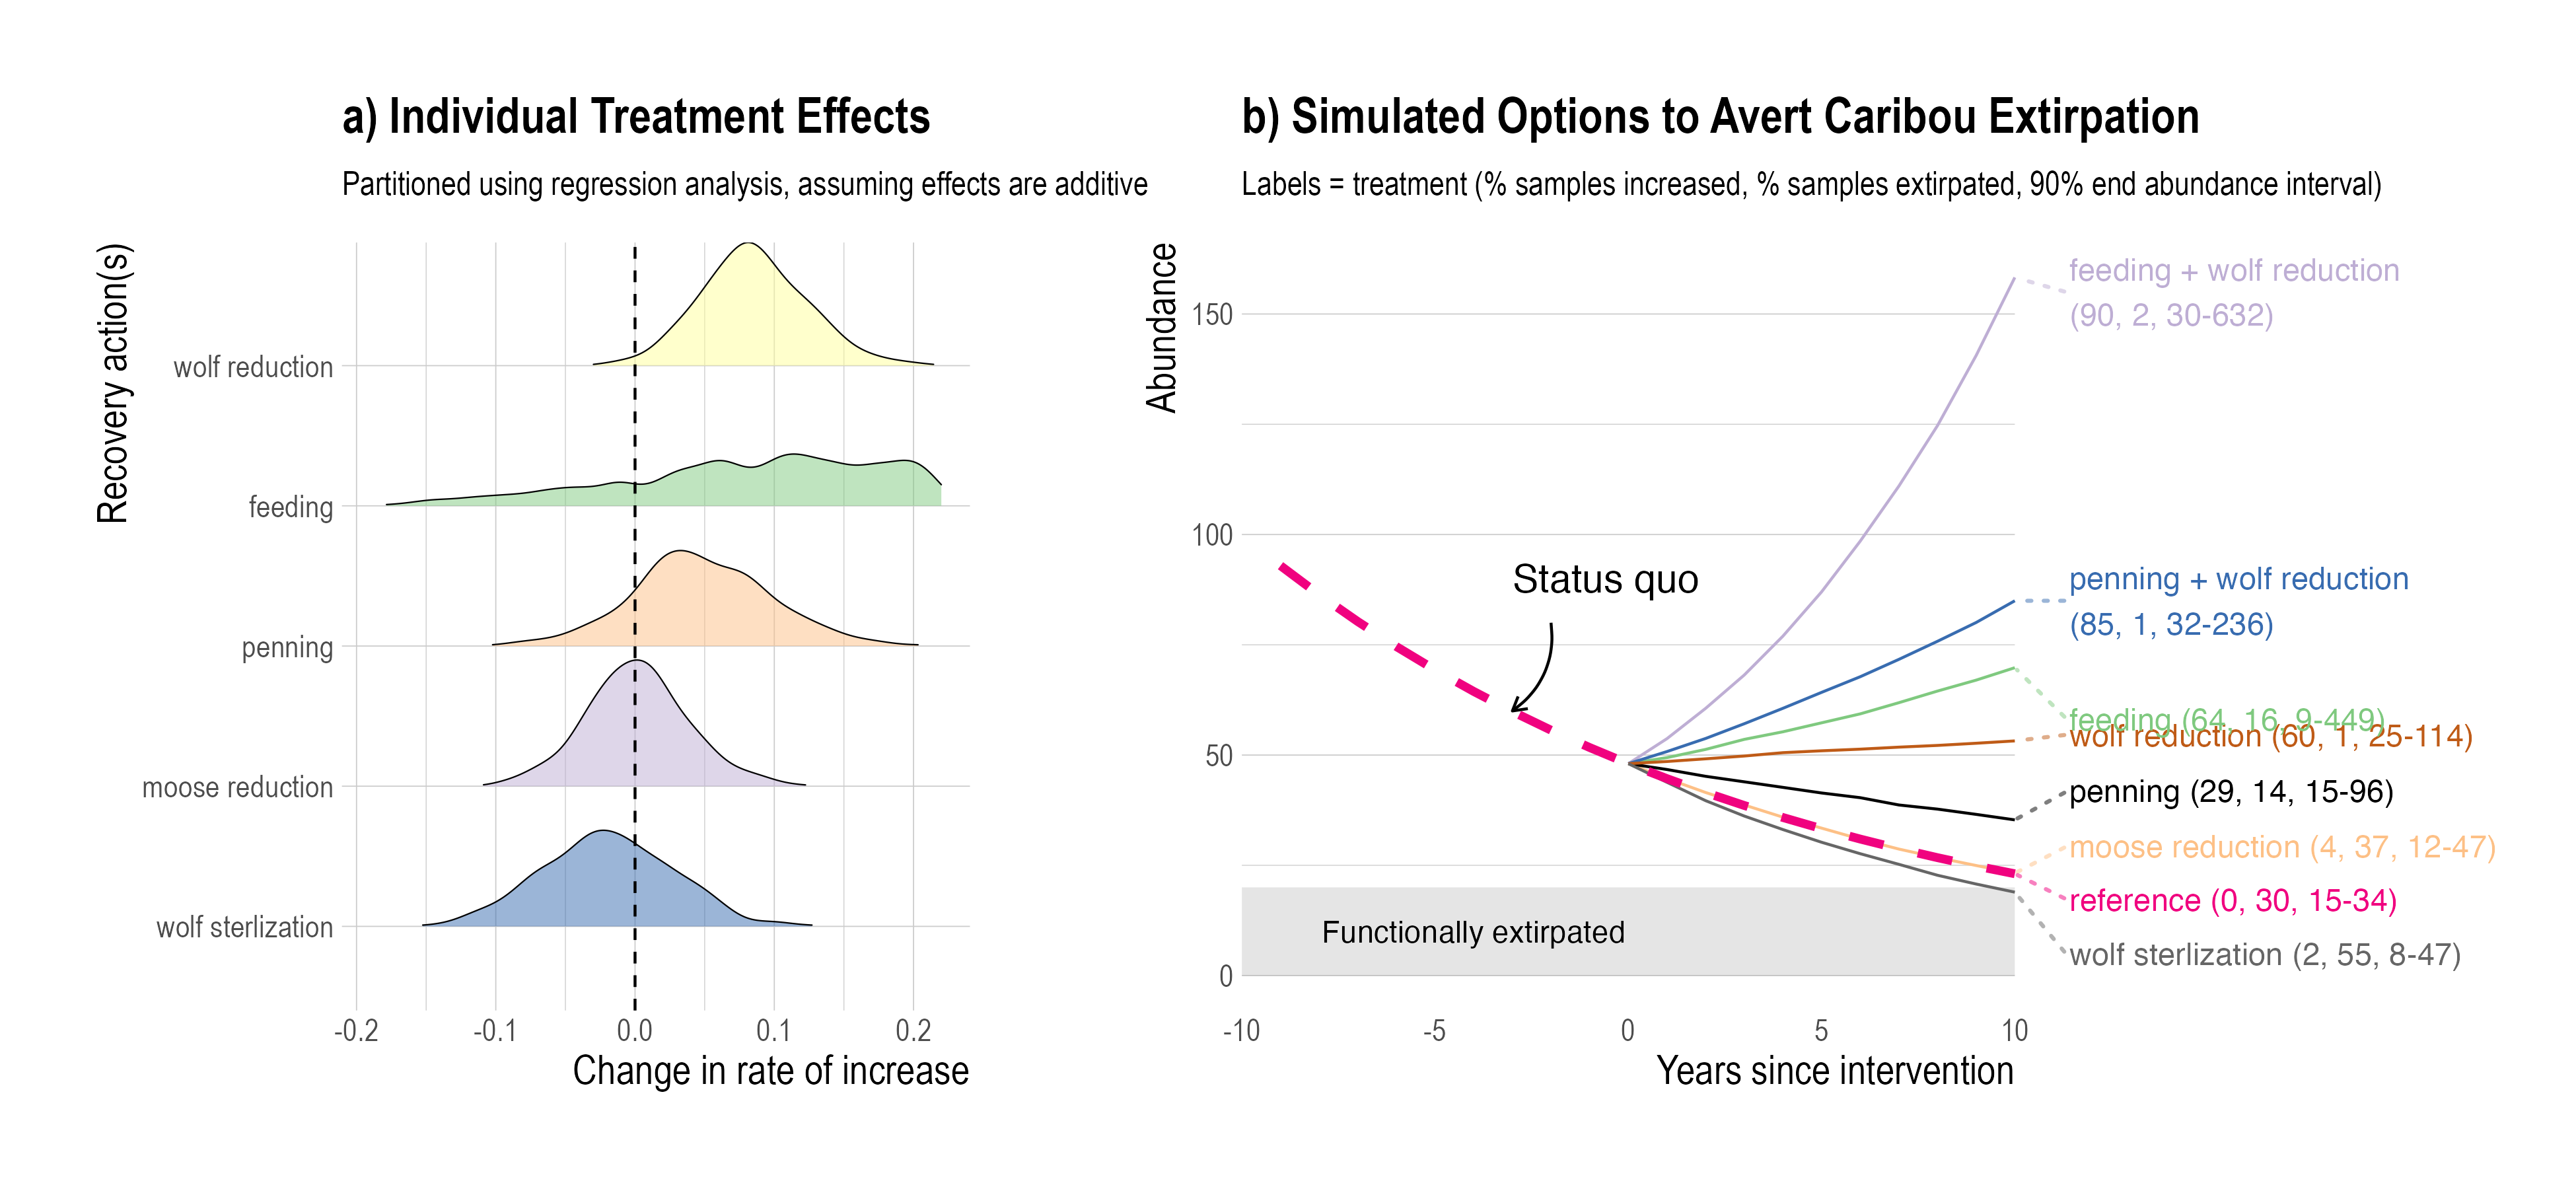 a) Individual Treatment Effects
Partitioned using regression analysis, assuming effects are additive
Recovery action(s)
wolf reduction
feeding
penning
moose reduction
wolf sterlization
-0.2
-0.1
0.0
0.1
0.2
Change in rate of increase
b) Simulated Options to Avert Caribou Extirpation
Labels = treatment (% samples increased, % samples extirpated, 90% end abundance interval)
Abundance
150
100
50
0
Status quo
Functionally extirpated
feeding + wolf reduction
(90, 2, 30-632)
penning + wolf reduction
(85, 1, 32-236)
feeding (64, 16, 9-449)
wolf reduction (60, 1, 25-114)
penning (29, 14, 15-96)
moose reduction (4, 37, 12-47)
reference (0, 30, 15-34)
wolf sterlization (2, 55, 8-47)
-10
-5
0
5
10
Years since intervention